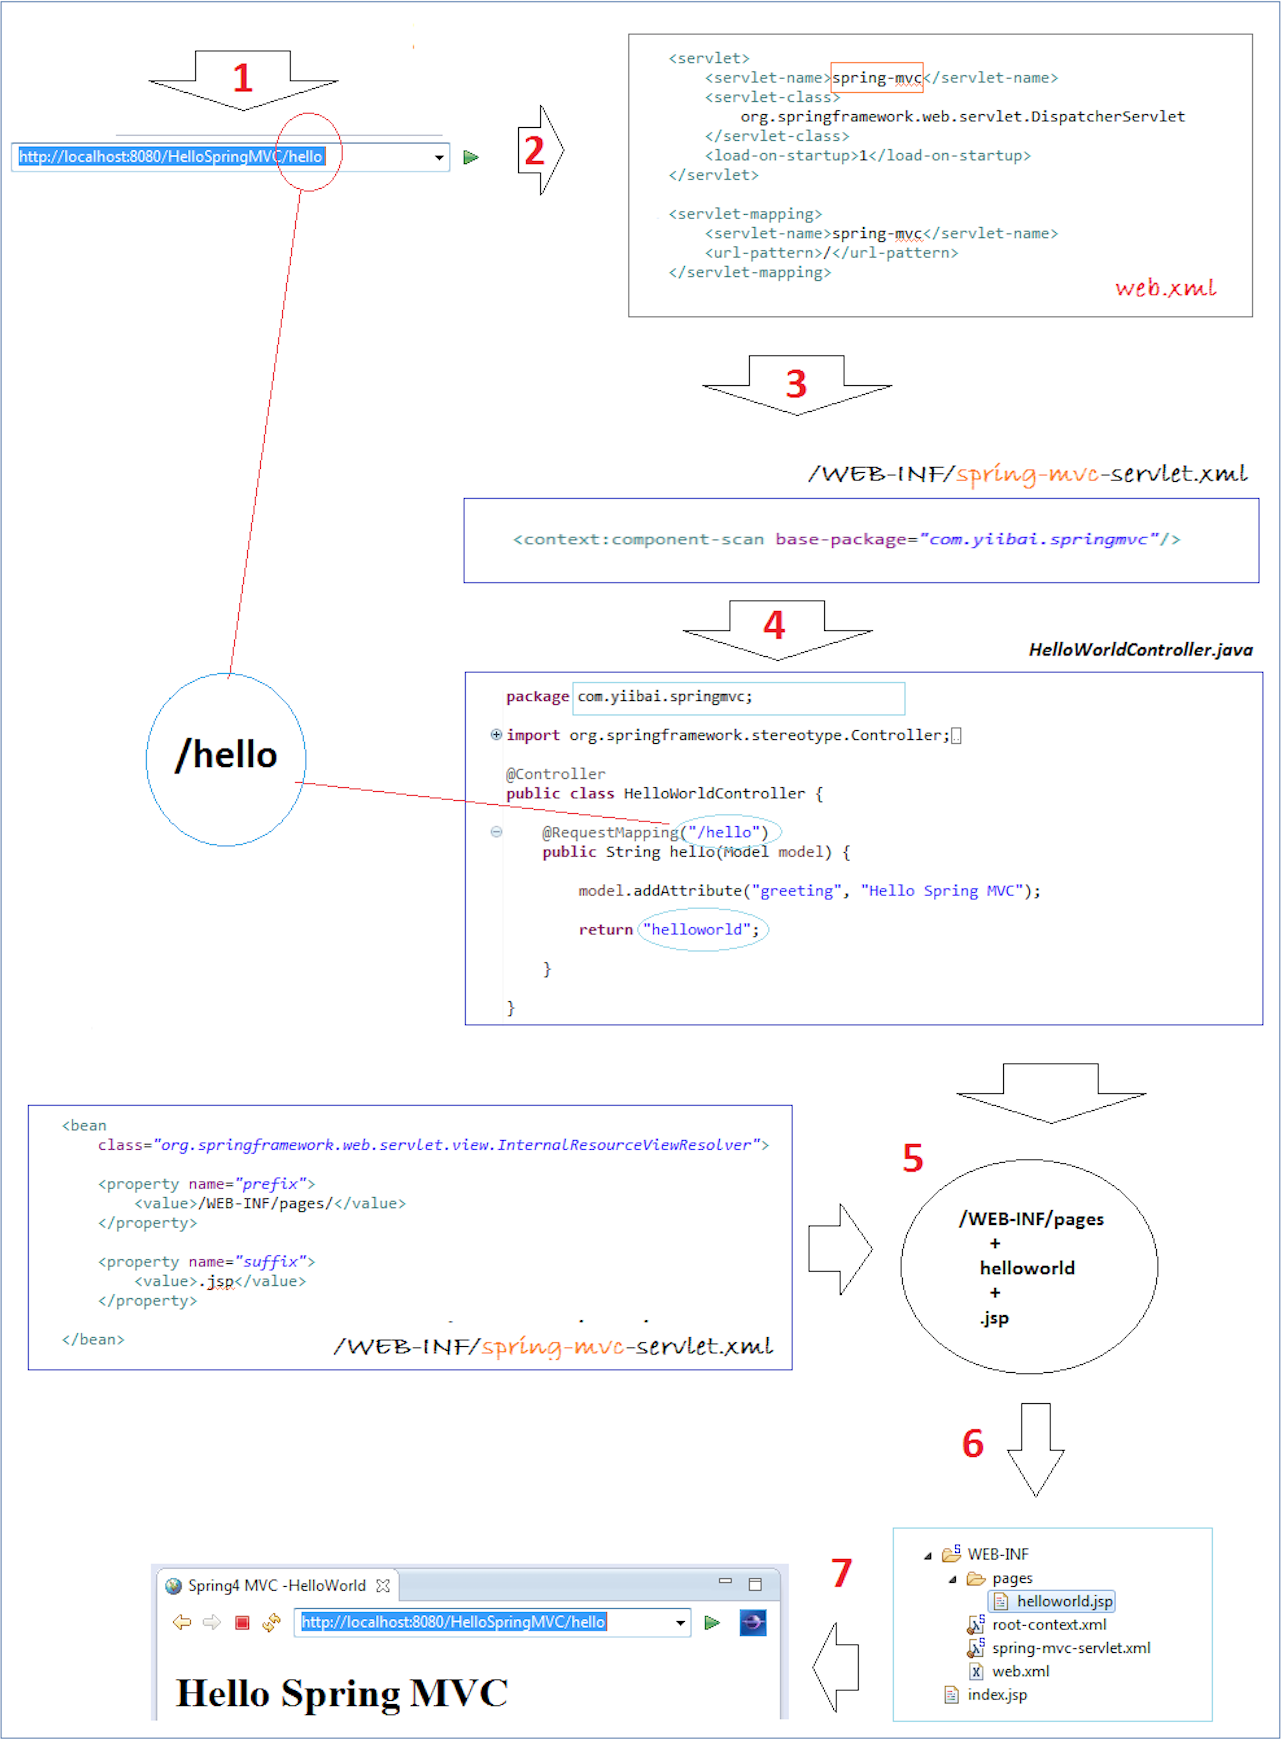 1
http://localhost:8080/HelloSpringMVC/hello
2
<servlet>
<servlet-name>spring-mvc</servlet-name>
<servlet-class>
org.springframework.web.servlet.DispatcherServlet
</servlet-class>
<load-on-startup>1</load-on-startup>
</servlet>
<servlet-mapping>
<servlet-name>spring-mvc</servlet-name>
<url-pattern>/</url-pattern>
</servlet-mapping>
web.xml
3
/WEB-INF/spring-mvc-servlet.xml
<context:component-scan base-package="com.yiibai.springmvc"/>
4
HelloWorldController.java
/hello
package com.yiibai.springmvc;
import org.springframework.stereotype.Controller;
@Controller
public class HelloWorldController {
@RequestMapping("/hello")
public String hello(Model model) {
model.addAttribute("greeting", "Hello Spring MVC");
return "helloworld";
}
}
<bean
class="org.springframework.web.servlet.view.InternalResourceViewResolver">
<property name="prefix">
<value>/WEB-INF/pages/</value>
</property>
<property name="suffix">
<value>.jsp</value>
</property>
</bean>
/WEB-INF/spring-mvc-servlet.xml
5
/WEB-INF/pages
+
helloworld
+
.jsp
6
WEB-INF
pages
helloworld.jsp
root-context.xml
spring-mvc-servlet.xml
web.xml
index.jsp
7
Spring4 MVC -HelloWorld
http://localhost:8080/HelloSpringMVC/hello
Hello Spring MVC